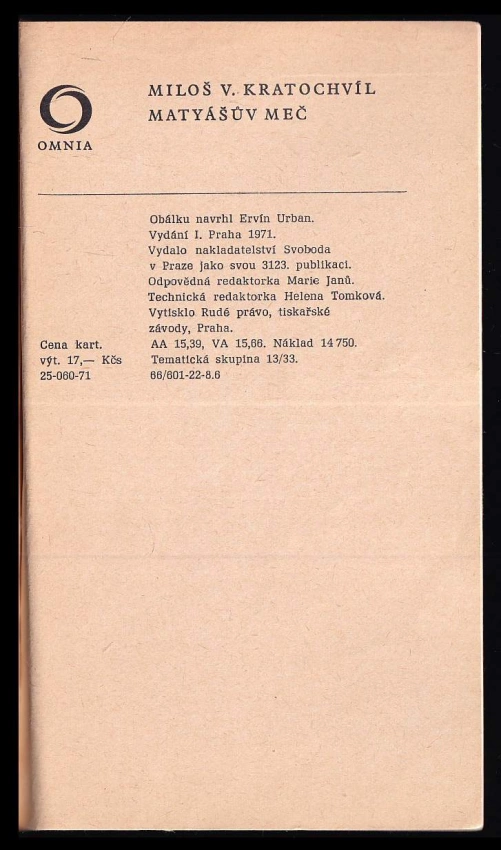 MILOŠ V. KRATOCHVÍL
MATYÁŠŮV MEČ
OMNIA
Obálku navrhl Ervín Urban.
Vydání I. Praha 1971.
Vydalo nakladatelství Svoboda
v Praze jako svou 3123. publikaci.
Odpovědná redaktorka Marie Janů.
Technická redaktorka Helena Tomková.
Vytisklo Rudé právo, tiskařské
závody, Praha.
Cena kart. AA 15,39, VA 15,66. Náklad 14 750.
výt. 17,— Kčs Tematická skupina 13/33.
25-060-71 66/601-22-8.6